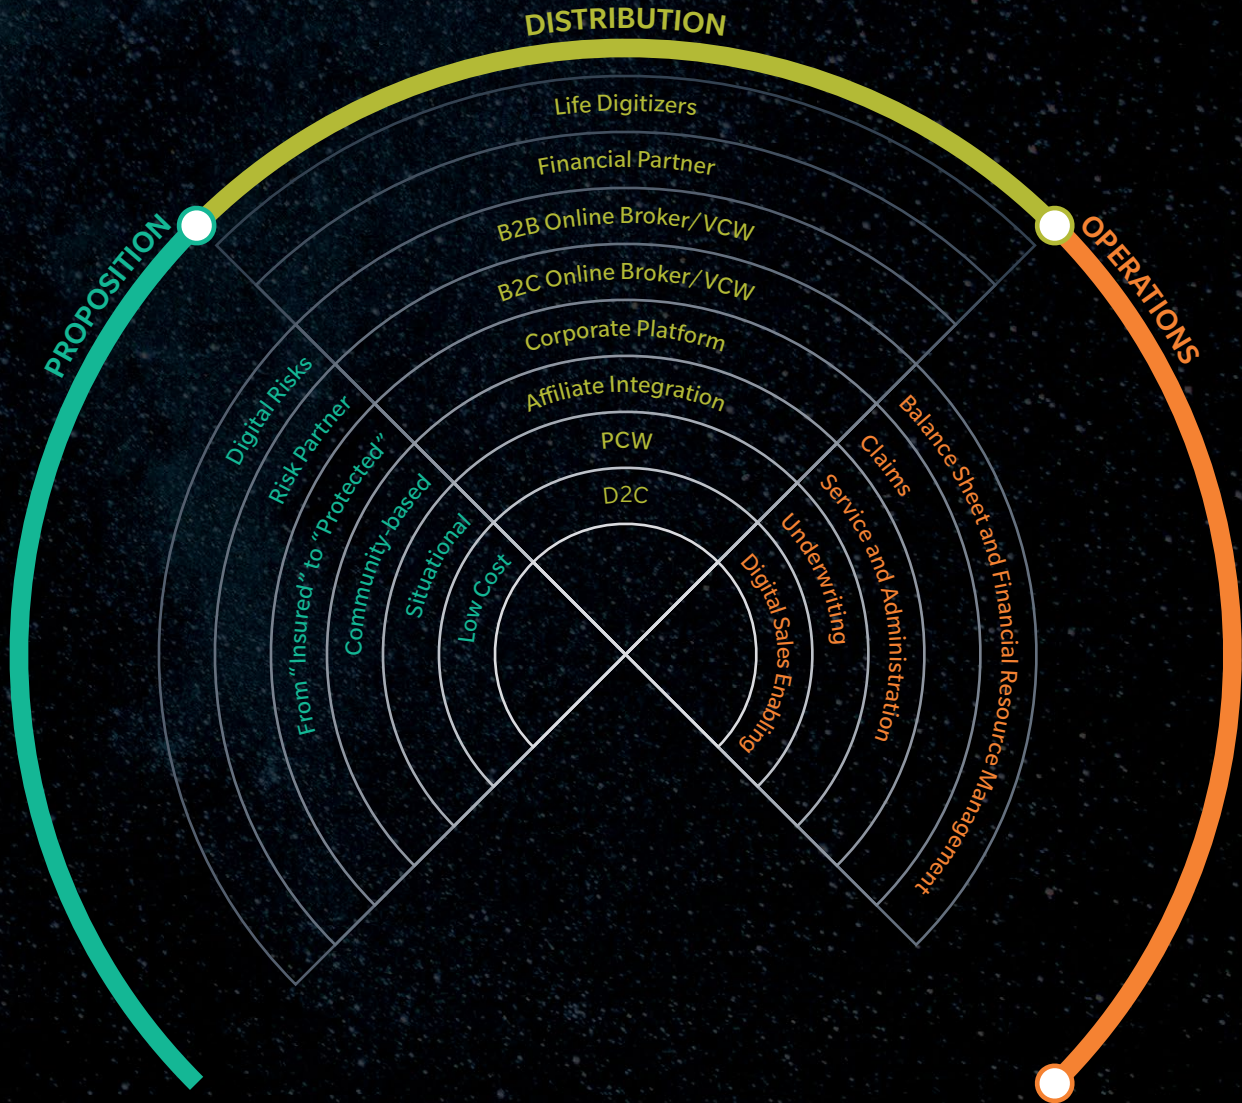 DISTRIBUTION
Life Digitizers
Financial Partner
B2B Online Broker/VCW
B2C Online Broker/VCW
Corporate Platform
Affiliate Integration
PCW
D2C
PROPOSITION
Digital Risks
Risk Partner
From “Insured” to “Protected”
Community-based
Situational
Low Cost
OPERATIONS
Balance Sheet and Financial Resource Management
Claims
Service and Administration
Underwriting
Digital Sales Enabling